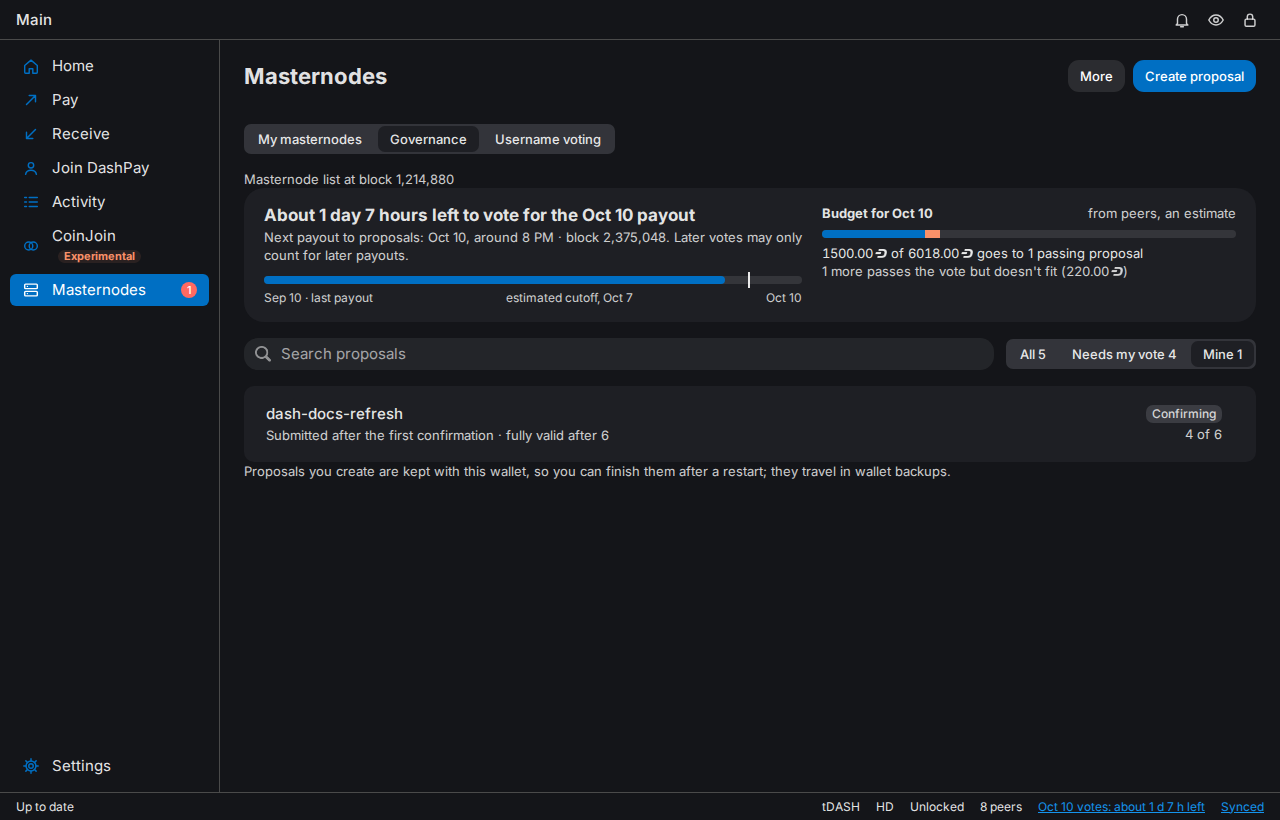 Main
Home
Pay
Receive
Join DashPay
Activity
CoinJoin
Experimental
Masternodes 1
Settings
Masternodes
More
Create proposal
My masternodes
Governance
Username voting
Masternode list at block 1,214,880
About 1 day 7 hours left to vote for the Oct 10 payout
Next payout to proposals: Oct 10, around 8 PM · block 2,375,048. Later votes may only
count for later payouts.
Sep 10 · last payout
estimated cutoff, Oct 7
Oct 10
Budget for Oct 10
from peers, an estimate
1500.00 of 6018.00 goes to 1 passing proposal
1 more passes the vote but doesn't fit (220.00)
Search proposals
All 5
Needs my vote 4
Mine 1
dash-docs-refresh
Confirming
Submitted after the first confirmation · fully valid after 6
4 of 6
Proposals you create are kept with this wallet, so you can finish them after a restart; they travel in wallet backups.
Up to date
tDASH
HD
Unlocked
8 peers
Oct 10 votes: about 1 d 7 h left
Synced